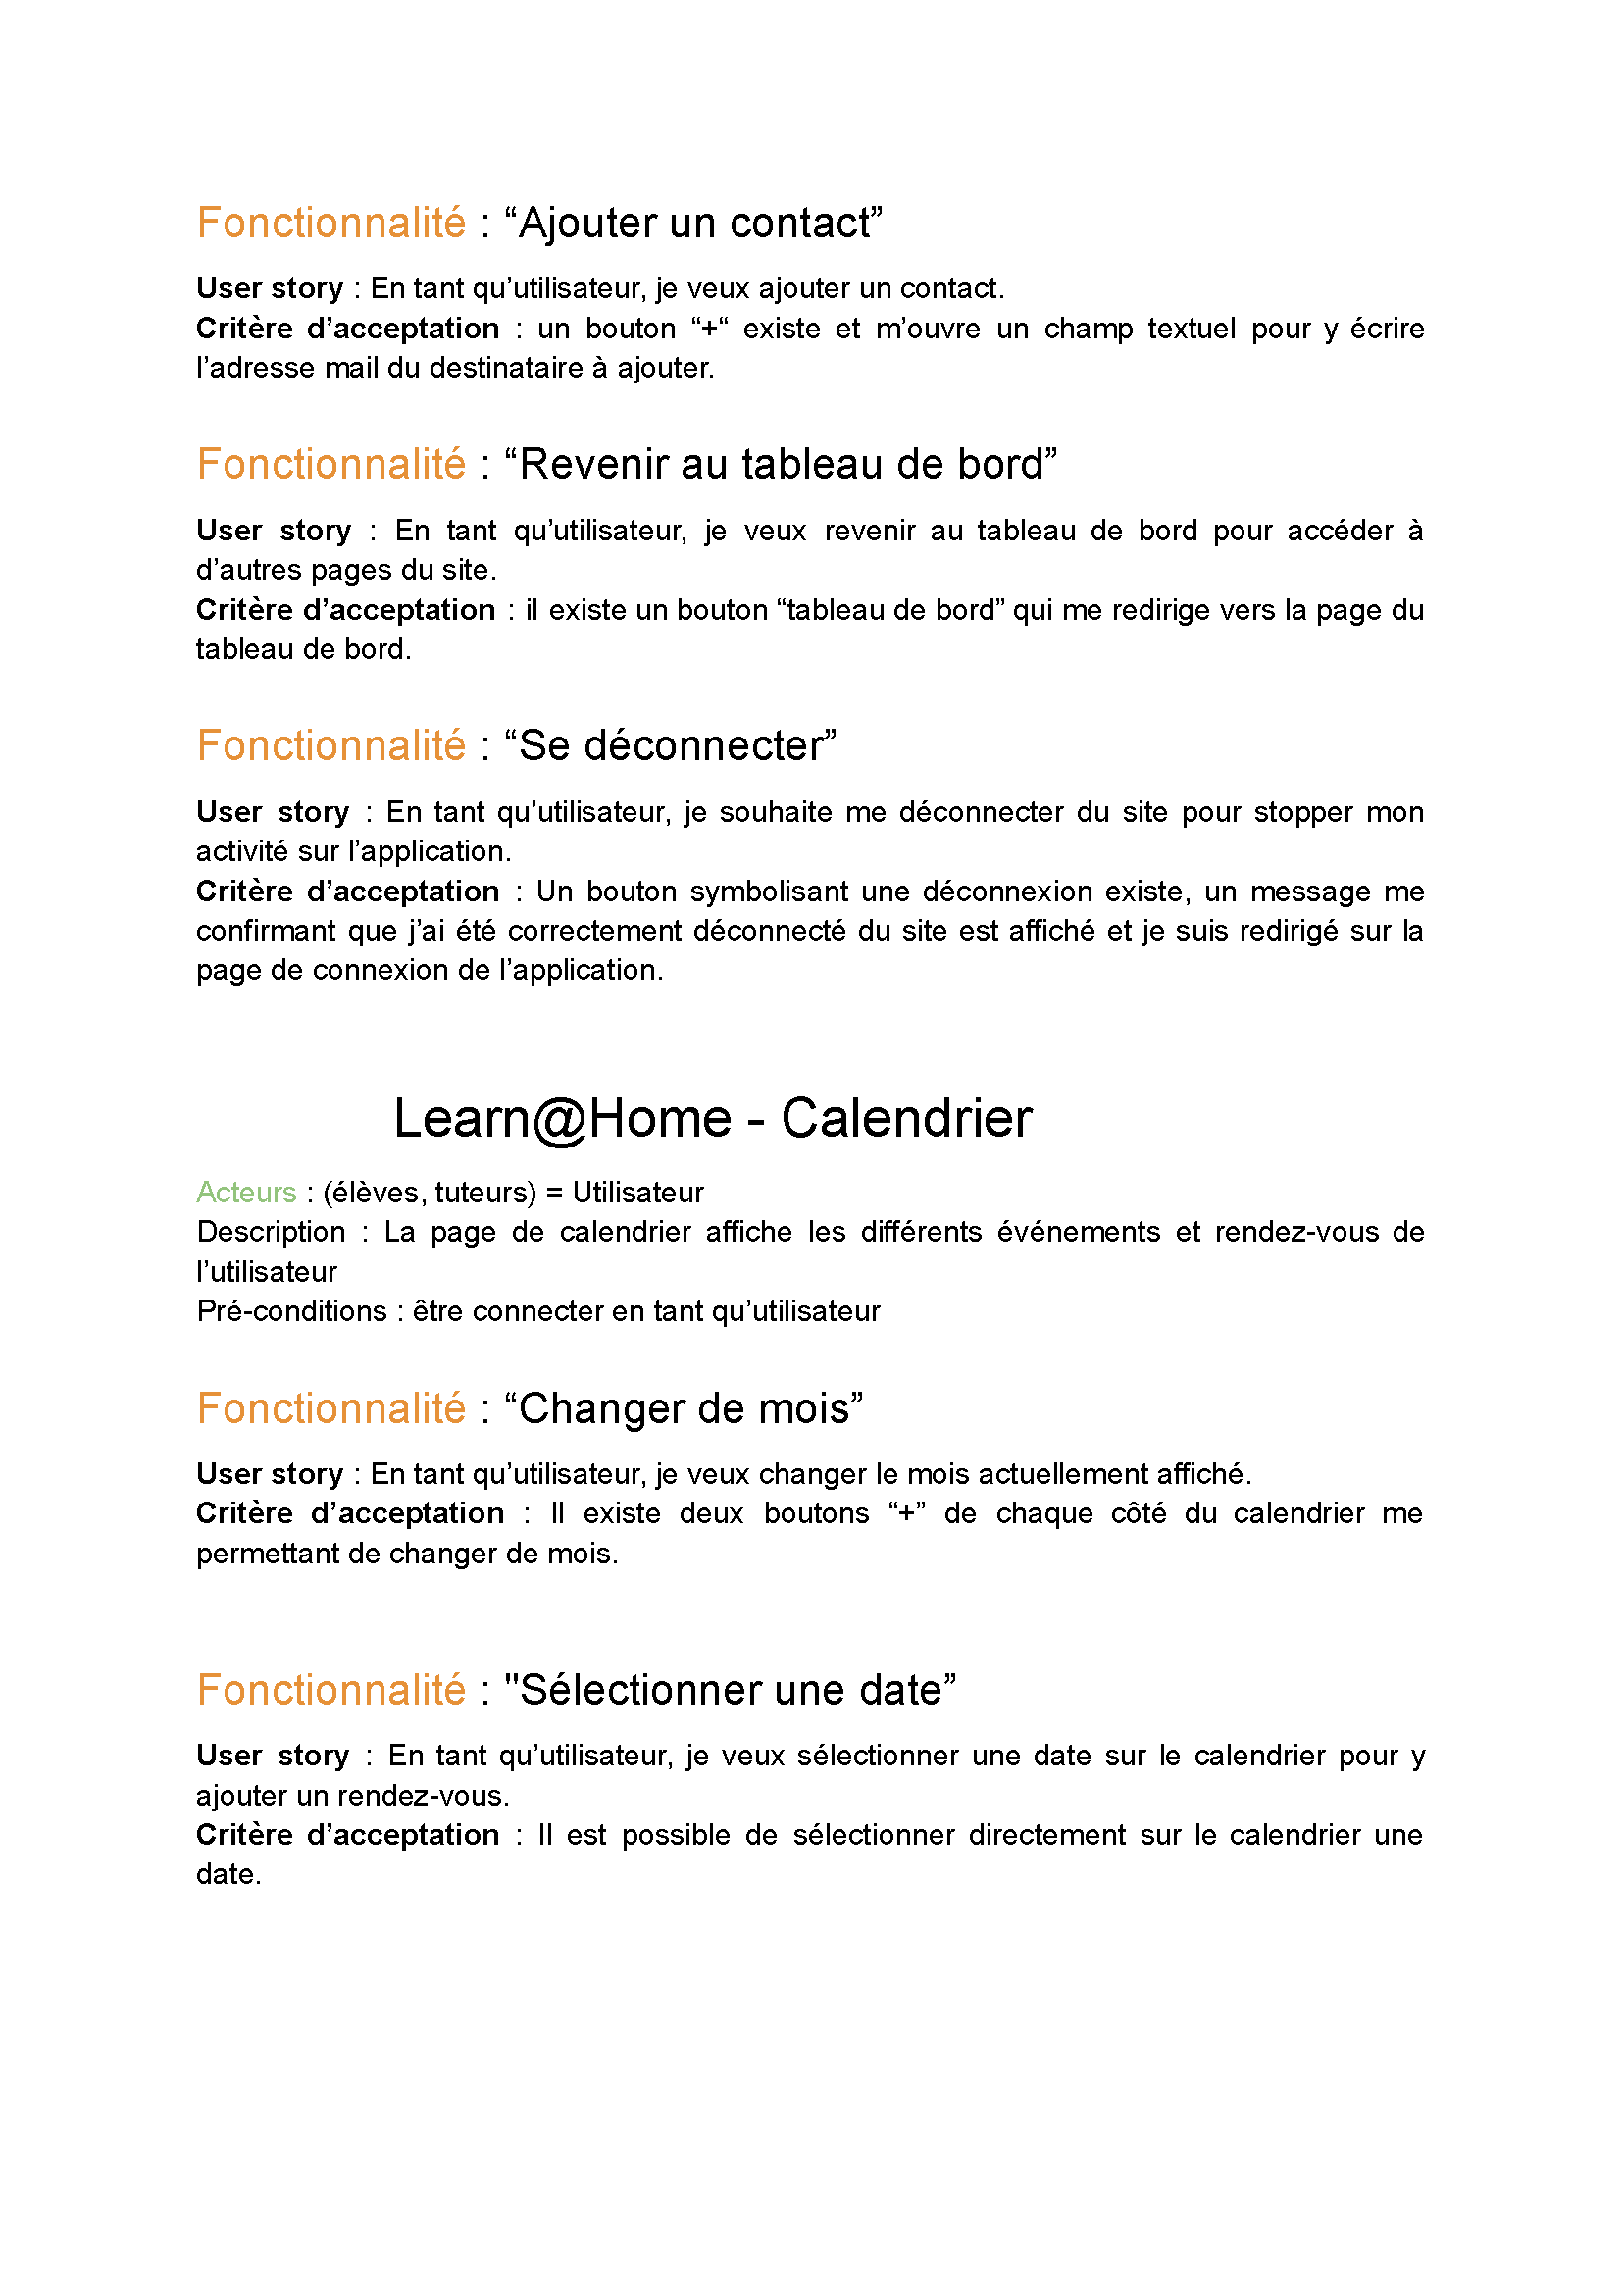 Fonctionnalité : “Ajouter un contact”
User story : En tant qu’utilisateur, je veux ajouter un contact.
Critère d’acceptation : un bouton “+“ existe et m’ouvre un champ textuel pour y écrire
l’adresse mail du destinataire à ajouter.
Fonctionnalité : “Revenir au tableau de bord”
User story : En tant qu’utilisateur, je veux revenir au tableau de bord pour accéder à
d’autres pages du site.
Critère d’acceptation : il existe un bouton “tableau de bord” qui me redirige vers la page du
tableau de bord.
Fonctionnalité : “Se déconnecter”
User story : En tant qu’utilisateur, je souhaite me déconnecter du site pour stopper mon
activité sur l’application.
Critère d’acceptation : Un bouton symbolisant une déconnexion existe, un message me
confirmant que j’ai été correctement déconnecté du site est affiché et je suis redirigé sur la
page de connexion de l’application.
Learn@Home - Calendrier
Acteurs : (élèves, tuteurs) = Utilisateur
Description : La page de calendrier affiche les différents événements et rendez-vous de
l’utilisateur
Pré-conditions : être connecter en tant qu’utilisateur
Fonctionnalité : “Changer de mois”
User story : En tant qu’utilisateur, je veux changer le mois actuellement affiché.
Critère d’acceptation : Il existe deux boutons “+” de chaque côté du calendrier me
permettant de changer de mois.
Fonctionnalité : "Sélectionner une date”
User story : En tant qu’utilisateur, je veux sélectionner une date sur le calendrier pour y
ajouter un rendez-vous.
Critère d’acceptation : Il est possible de sélectionner directement sur le calendrier une
date.